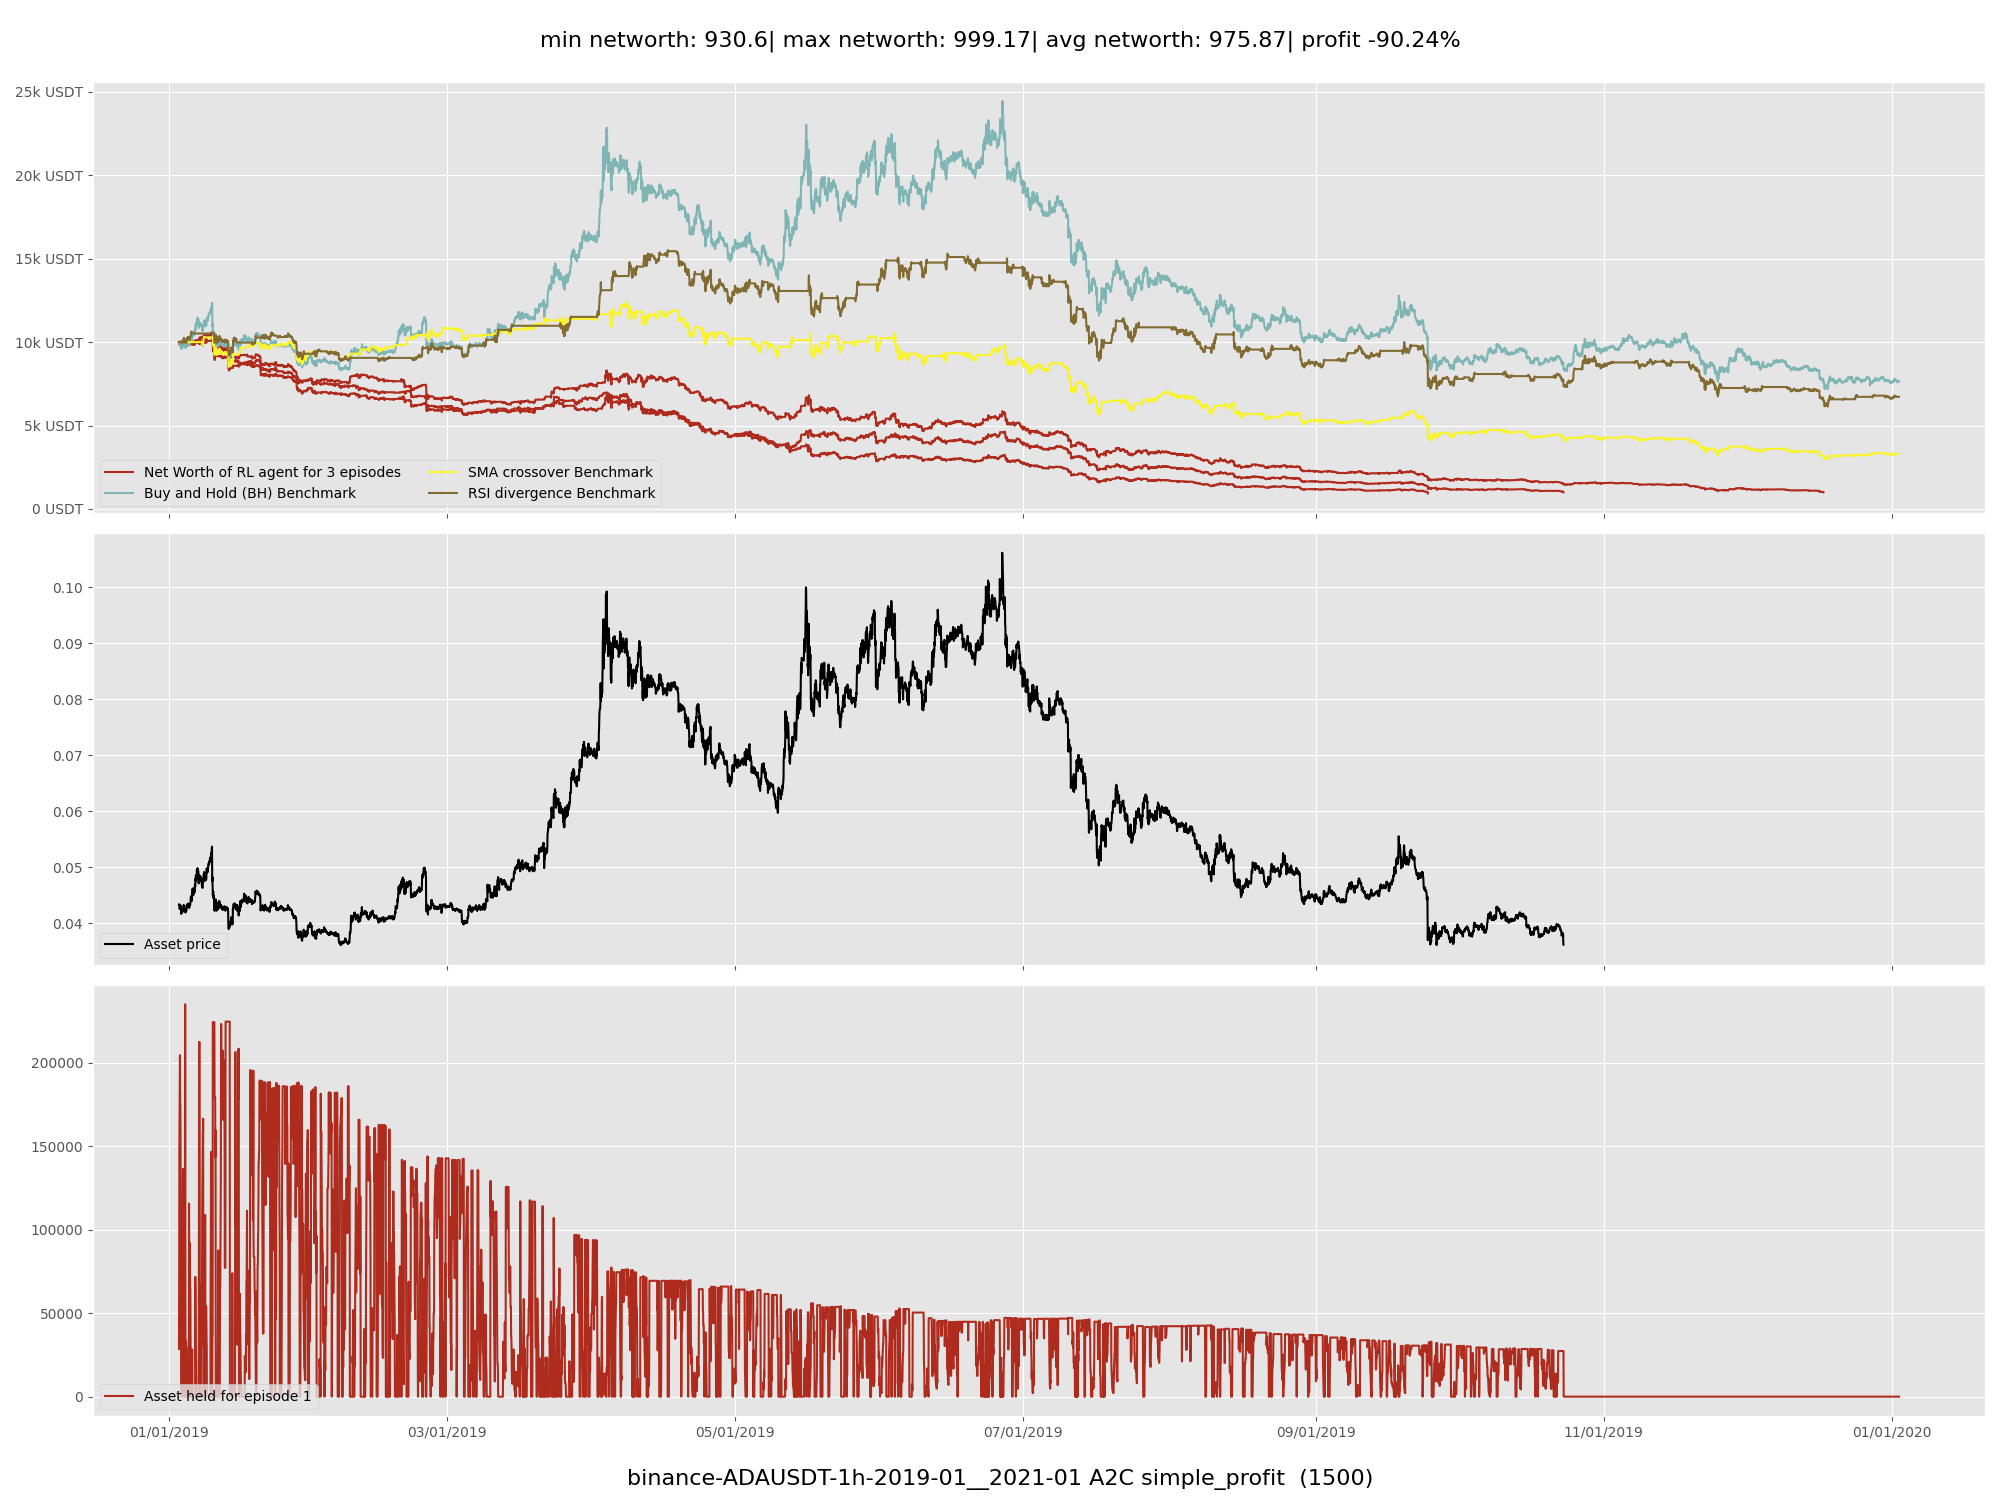 min networth: 930.6| max networth: 999.17| avg networth: 975.87| profit -90.24%
25k USDT
20k USDT
15k USDT
10k USDT
5k USDT
0 USDT
Net Worth of RL agent for 3 episodes
Buy and Hold (BH) Benchmark
SMA crossover Benchmark
RSI divergence Benchmark
0.10
0.09
0.08
0.07
0.06
0.05
0.04
Asset price
200000
150000
100000
50000
0
Asset held for episode 1
01/01/2019
03/01/2019
05/01/2019
07/01/2019
09/01/2019
11/01/2019
01/01/2020
binance-ADAUSDT-1h-2019-01__2021-01 A2C simple_profit  (1500)